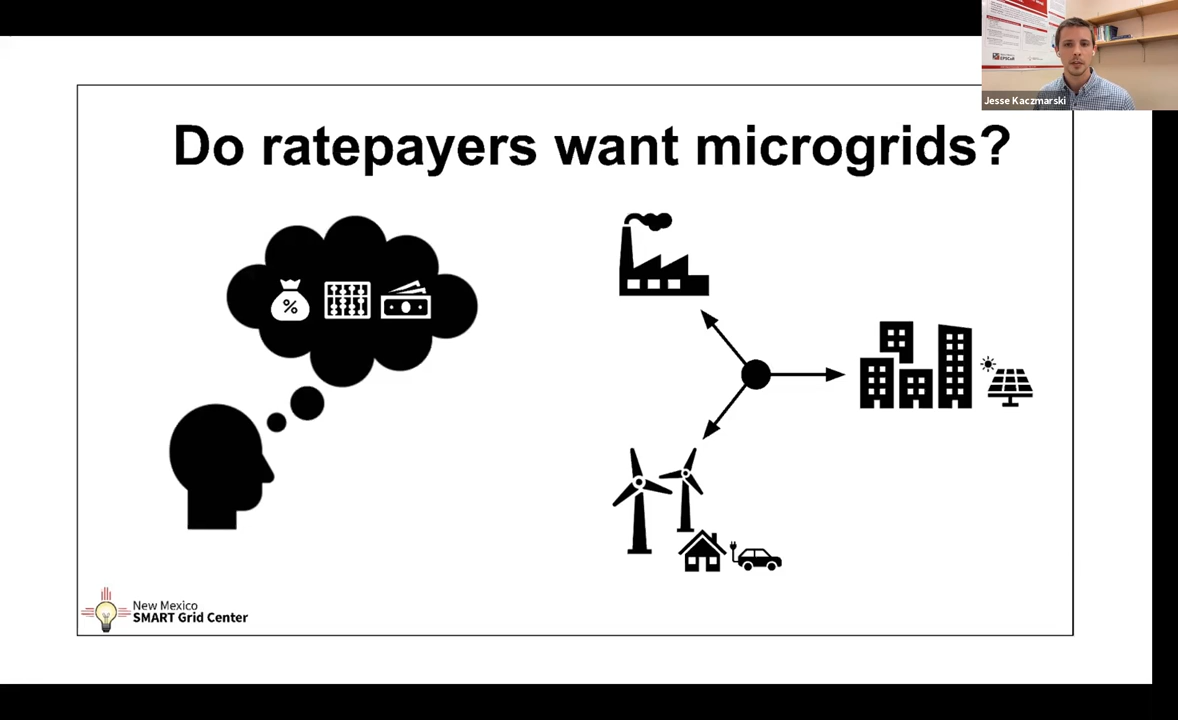 Do ratepayers want microgrids?
%
New Mexico
SMART Grid Center
Jesse Kaczmarski